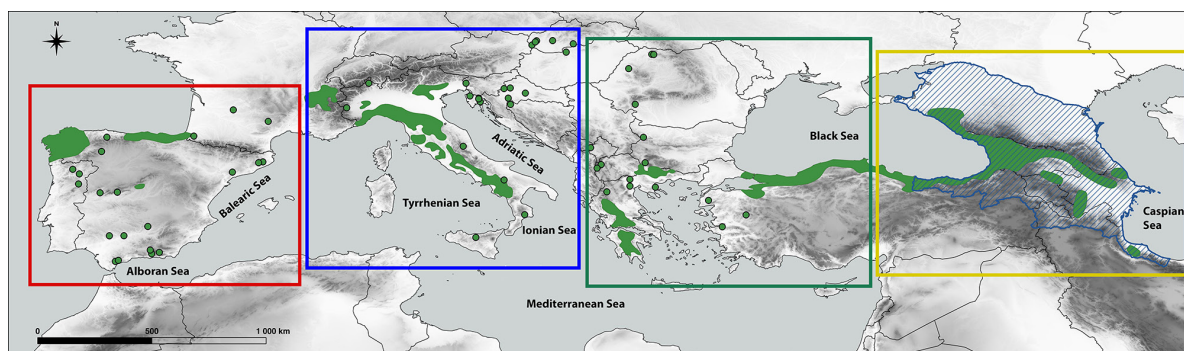 N
Black Sea
Adriatic Sea
Balearic Sea
Tyrrhenian Sea
Caspian
Sea
Ionian Sea
Alboran Sea
Mediterranean Sea
0 500 1 000 km